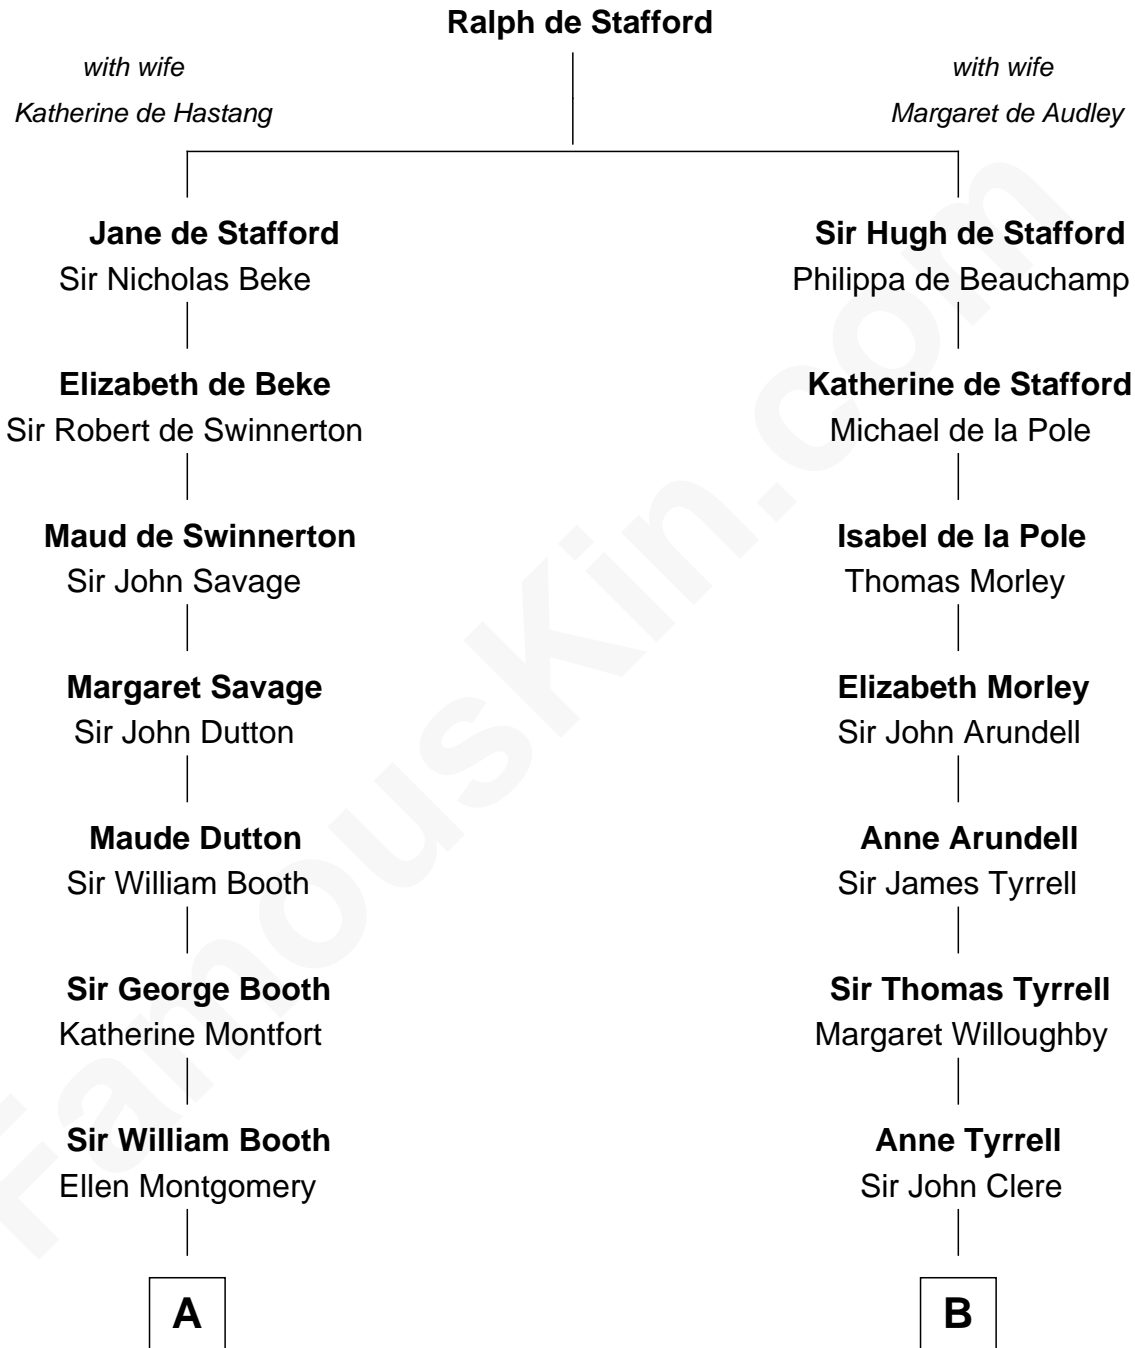 Ralph de Stafford
with wife
Katherine de Hastang
with wife
Margaret de Audley
Jane de Stafford
Sir Nicholas Beke
Elizabeth de Beke
Sir Robert de Swinnerton
Maud de Swinnerton
Sir John Savage
Margaret Savage
Sir John Dutton
Maude Dutton
Sir William Booth
Sir George Booth
Katherine Montfort
Sir William Booth
Ellen Montgomery
A
Sir Hugh de Stafford
Philippa de Beauchamp
Katherine de Stafford
Michael de la Pole
Isabel de la Pole
Thomas Morley
Elizabeth Morley
Sir John Arundell
Anne Arundell
Sir James Tyrrell
Sir Thomas Tyrrell
Margaret Willoughby
Anne Tyrrell
Sir John Clere
B
FamousKin.com